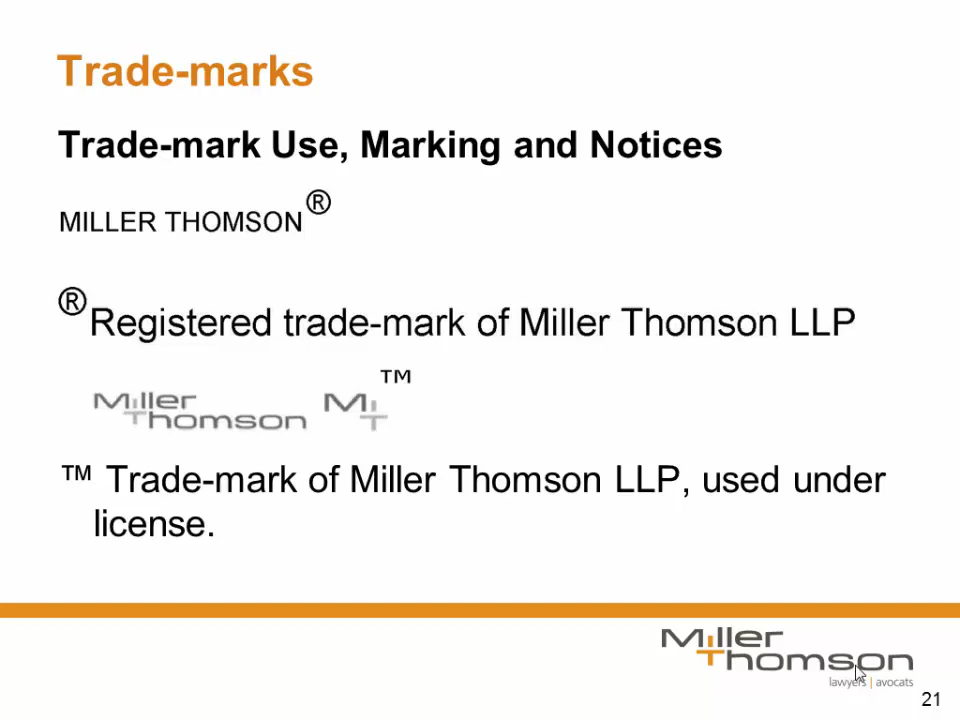 Trade-marks
Trade-mark Use, Marking and Notices
MILLER THOMSON®
®Registered trade-mark of Miller Thomson LLP
Miller Thomson MT™
™ Trade-mark of Miller Thomson LLP, used under
license.
Miller
Thomson
lawyers | avocats
21